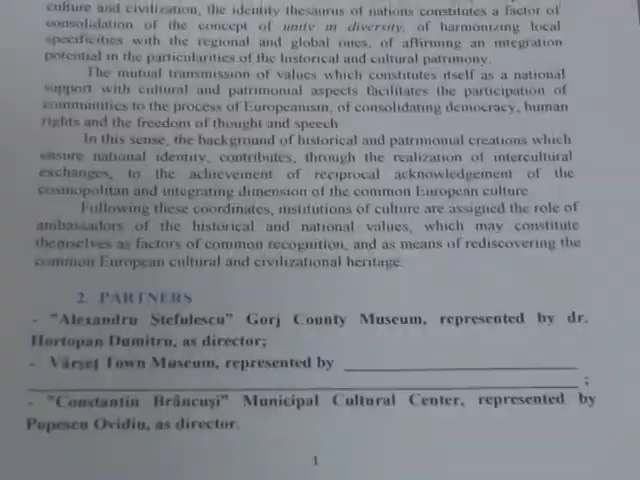 culture and civilization, the identity thesaurus of nations constitutes a factor of
consolidation of the concept of unity in diversity, of harmonizing local
specificities with the regional and global ones, of affirming an integration
potential in the particularities of the historical and cultural patrimony.
The mutual transmission of values which constitutes itself as a national
support with cultural and patrimonial aspects facilitates the participation of
communities to the process of Europeanism, of consolidating democracy, human
rights and the freedom of thought and speech
In this sense, the background of historical and patrimonial creations which
ensure national identity, contributes, through the realization of intercultural
exchanges, to the achievement of reciprocal acknowledgement of the
cosmopolitan and integrating dimension of the common European culture.
Following these coordinates, institutions of culture are assigned the role of
ambassadors of the historical and national values, which may constitute
themselves as factors of common recognition, and as means of rediscovering the
common European cultural and civilizational heritage.
2. PARTNERS
- "Alexandru Ștefulescu" Gorj County Museum, represented by dr.
Hortopan Dumitru, as director;
- Vârșeț Town Museum, represented by
;
- "Constantin Brâncuși" Municipal Cultural Center, represented by
Popescu Ovidiu, as director.
1